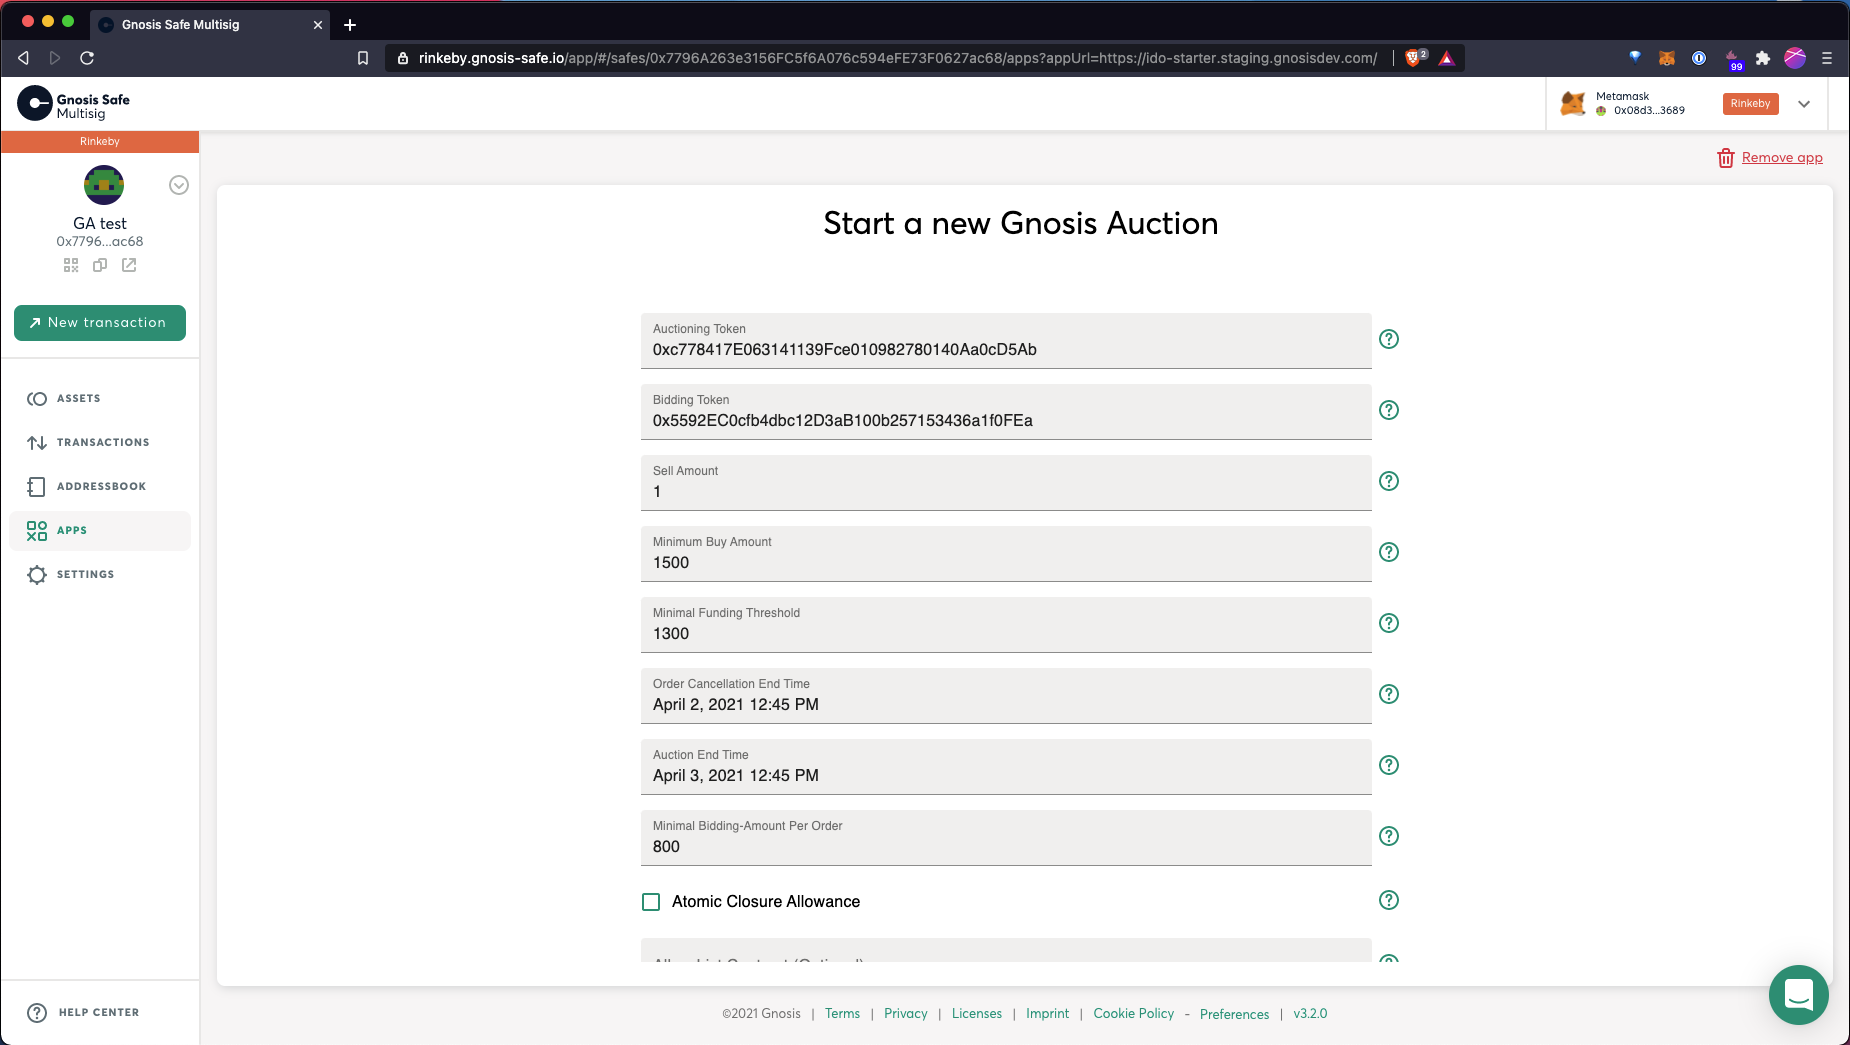 Gnosis Safe Multisig
rinkeby.gnosis-safe.io/app/#/safes/0x7796A263e3156FC5f6A076c594eFE73F0627ac68/apps?appUrl=https://ido-starter.staging.gnosisdev.com/
2
99
Gnosis Safe
Multisig
Metamask
0x08d3...3689
Rinkeby
Rinkeby
Remove app
GA test
0x7796...ac68
New transaction
ASSETS
TRANSACTIONS
ADDRESSBOOK
APPS
SETTINGS
HELP CENTER
Start a new Gnosis Auction
Auctioning Token
0xc778417E063141139Fce010982780140Aa0cD5Ab
Bidding Token
0x5592EC0cfb4dbc12D3aB100b257153436a1f0FEa
Sell Amount
1
Minimum Buy Amount
1500
Minimal Funding Threshold
1300
Order Cancellation End Time
April 2, 2021 12:45 PM
Auction End Time
April 3, 2021 12:45 PM
Minimal Bidding-Amount Per Order
800
Atomic Closure Allowance
©2021 Gnosis | Terms | Privacy | Licenses | Imprint | Cookie Policy - Preferences | v3.2.0